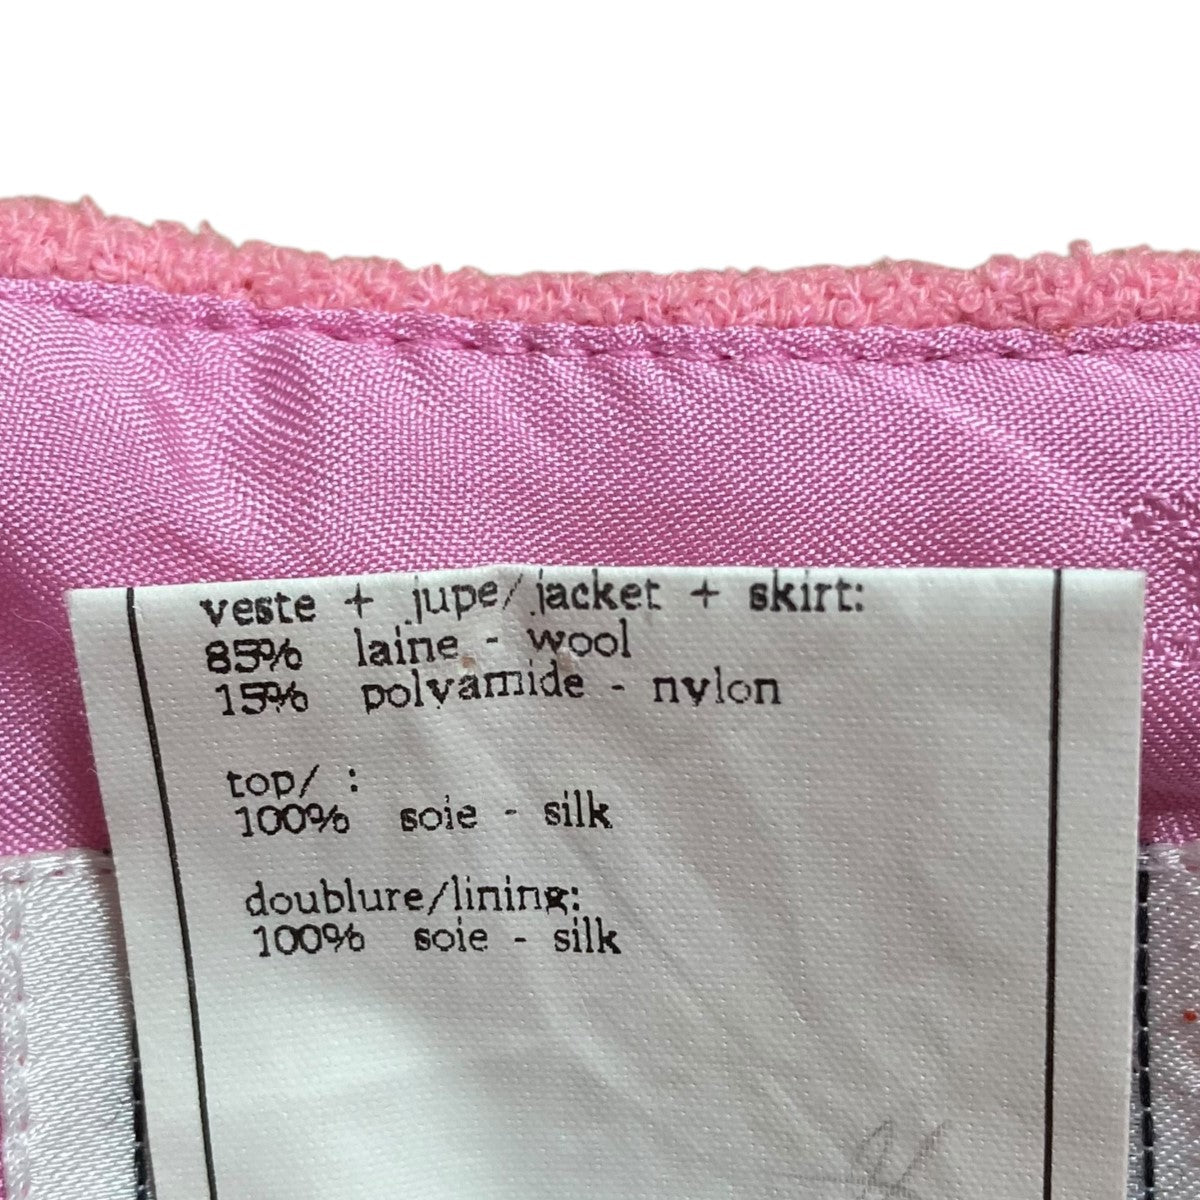 veste + jupe/jacket + skirt:
85% laine - wool
15% polyamide - nylon
top/ :
100% soie - silk
doublure/lining:
100% soie - silk